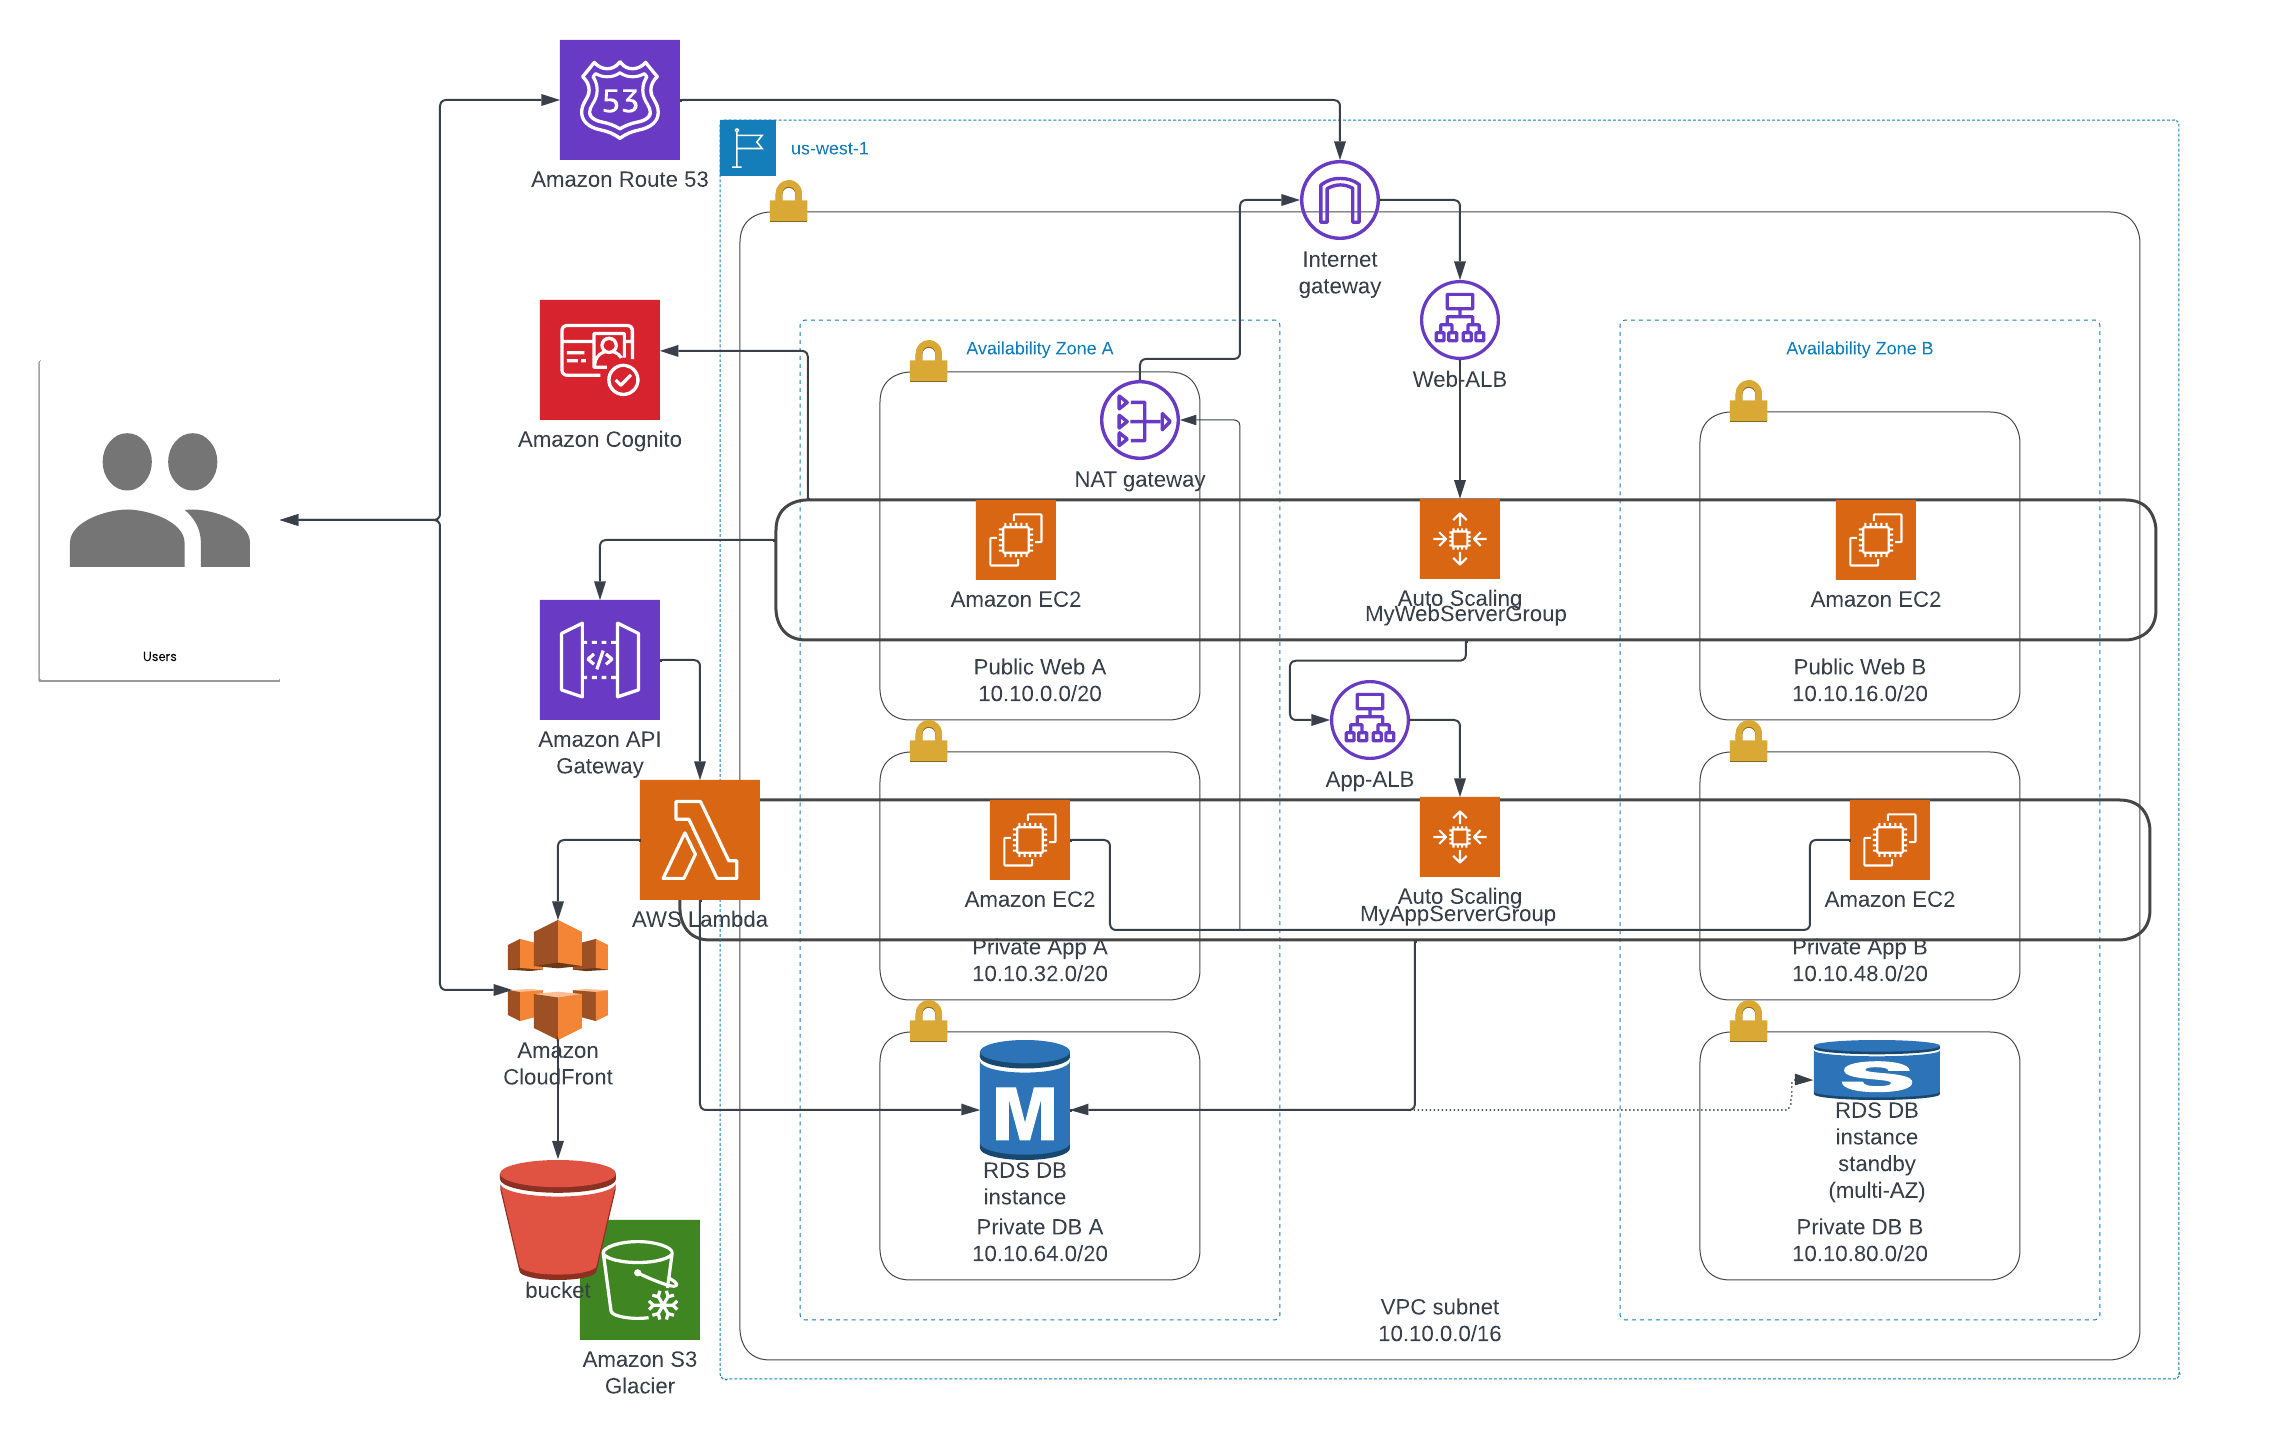 53
Amazon Route 53
us-west-1
Internet
gateway
Availability Zone A
Availability Zone B
Web-ALB
Amazon Cognito
NAT gateway
Amazon EC2
Auto Scaling
MyWebServerGroup
Amazon EC2
Users
Public Web A
10.10.0.0/20
Public Web B
10.10.16.0/20
Amazon API
Gateway
App-ALB
Amazon EC2
Auto Scaling
MyAppServerGroup
Amazon EC2
AWS Lambda
Private App A
10.10.32.0/20
Private App B
10.10.48.0/20
Amazon
CloudFront
M
RDS DB
instance
S
RDS DB
instance
standby
(multi-AZ)
Private DB A
10.10.64.0/20
Private DB B
10.10.80.0/20
bucket
VPC subnet
10.10.0.0/16
Amazon S3
Glacier